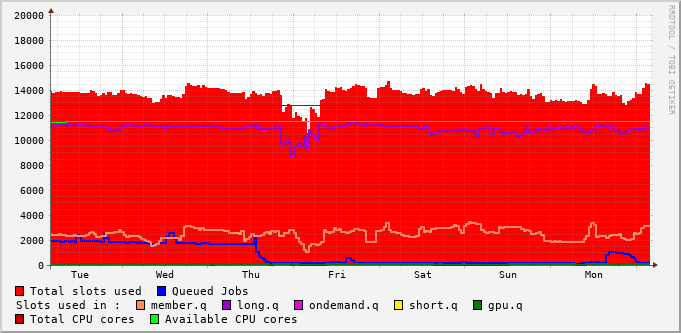 20000
18000
16000
14000
12000
10000
8000
6000
4000
2000
0
Tue Wed Thu Fri Sat Sun Mon
RRDTOOL / TOBI OETIKER
Total slots used Queued Jobs
Slots used in : member.q long.q ondemand.q short.q gpu.q
Total CPU cores Available CPU cores